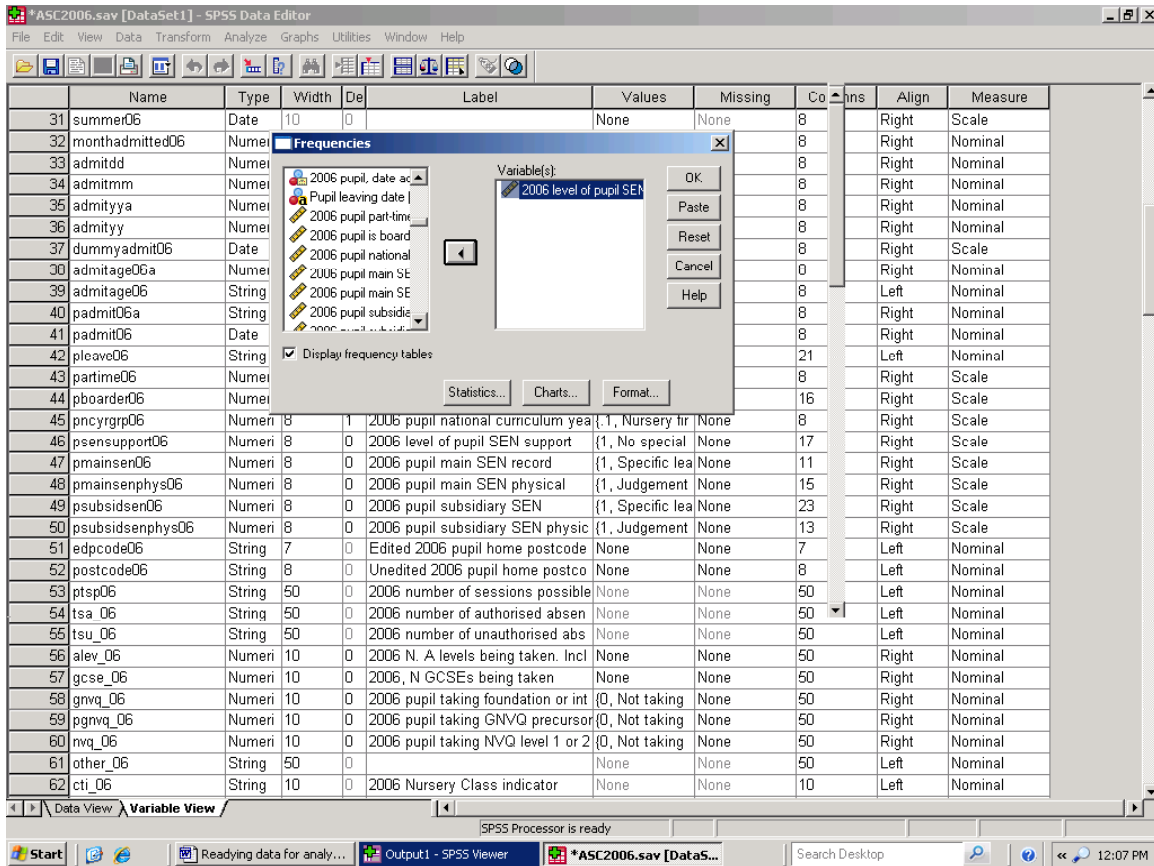 *ASC2006.sav [DataSet1] - SPSS Data Editor
File Edit View Data Transform Analyze Graphs Utilities Window Help
Name Type Width De Label Values Missing Co mns Align Measure
31 summer06 Date 10 0 None None 8 Right Scale
32 monthadmitted06 Numer 8 Right Nominal
33 admitdd Numer 8 Right Nominal
34 admitmm Numer 8 Right Nominal
35 admityya Numer 8 Right Nominal
36 admityy Numer 8 Right Nominal
37 dummyadmit06 Date 8 Right Scale
38 admitage06a Numer 8 Right Nominal
39 admitage06 String 8 Left Nominal
40 padmit06a String 8 Right Nominal
41 padmit06 Date 8 Right Nominal
42 pleave06 String 21 Left Nominal
43 partime06 Numer 8 Right Scale
44 pboarder06 Numer 16 Right Scale
45 pncyrgrp06 Numeri 8 1 2006 pupil national curriculum yea {.1, Nursery fir None 8 Right Scale
46 psensupport06 Numeri 8 0 2006 level of pupil SEN support {1, No special None 17 Right Scale
47 pmainsen06 Numeri 8 0 2006 pupil main SEN record {1, Specific lea None 11 Right Scale
48 pmainsenphys06 Numeri 8 0 2006 pupil main SEN physical {1, Judgement None 15 Right Scale
49 psubsidsen06 Numeri 8 0 2006 pupil subsidiary SEN {1, Specific lea None 23 Right Scale
50 psubsidsenphys06 Numeri 8 0 2006 pupil subsidiary SEN physic {1, Judgement None 13 Right Scale
51 edpcode06 String 7 0 Edited 2006 pupil home postcode None None 7 Left Nominal
52 postcode06 String 8 0 Unedited 2006 pupil home postco None None 8 Left Nominal
53 ptsp06 String 50 0 2006 number of sessions possible None None 50 Left Nominal
54 tsa_06 String 50 0 2006 number of authorised absen None None 50 Left Nominal
55 tsu_06 String 50 0 2006 number of unauthorised abs None None 50 Left Nominal
56 alev_06 Numeri 10 0 2006 N. A levels being taken. Incl None None 50 Right Nominal
57 gcse_06 Numeri 10 0 2006, N GCSEs being taken None None 50 Right Nominal
58 gnvq_06 Numeri 10 0 2006 pupil taking foundation or int {0, Not taking None 50 Right Nominal
59 pgnvq_06 Numeri 10 0 2006 pupil taking GNVQ precursor {0, Not taking None 50 Right Nominal
60 nvq_06 Numeri 10 0 2006 pupil taking NVQ level 1 or 2 {0, Not taking None 50 Right Nominal
61 other_06 String 50 0 None None 50 Left Nominal
62 cti_06 String 10 0 2006 Nursery Class indicator None None 10 Left Nominal
Frequencies
2006 pupil, date ac
Pupil leaving date [
2006 pupil part-time
2006 pupil is board
2006 pupil national
2006 pupil main SE
2006 pupil main SE
2006 pupil subsidia
Variable(s):
2006 level of pupil SEN
OK
Paste
Reset
Cancel
Help
Display frequency tables
Statistics... Charts... Format...
Data View Variable View
SPSS Processor is ready
Start Readying data for analy... Output1 - SPSS Viewer *ASC2006.sav [DataS... Search Desktop 12:07 PM